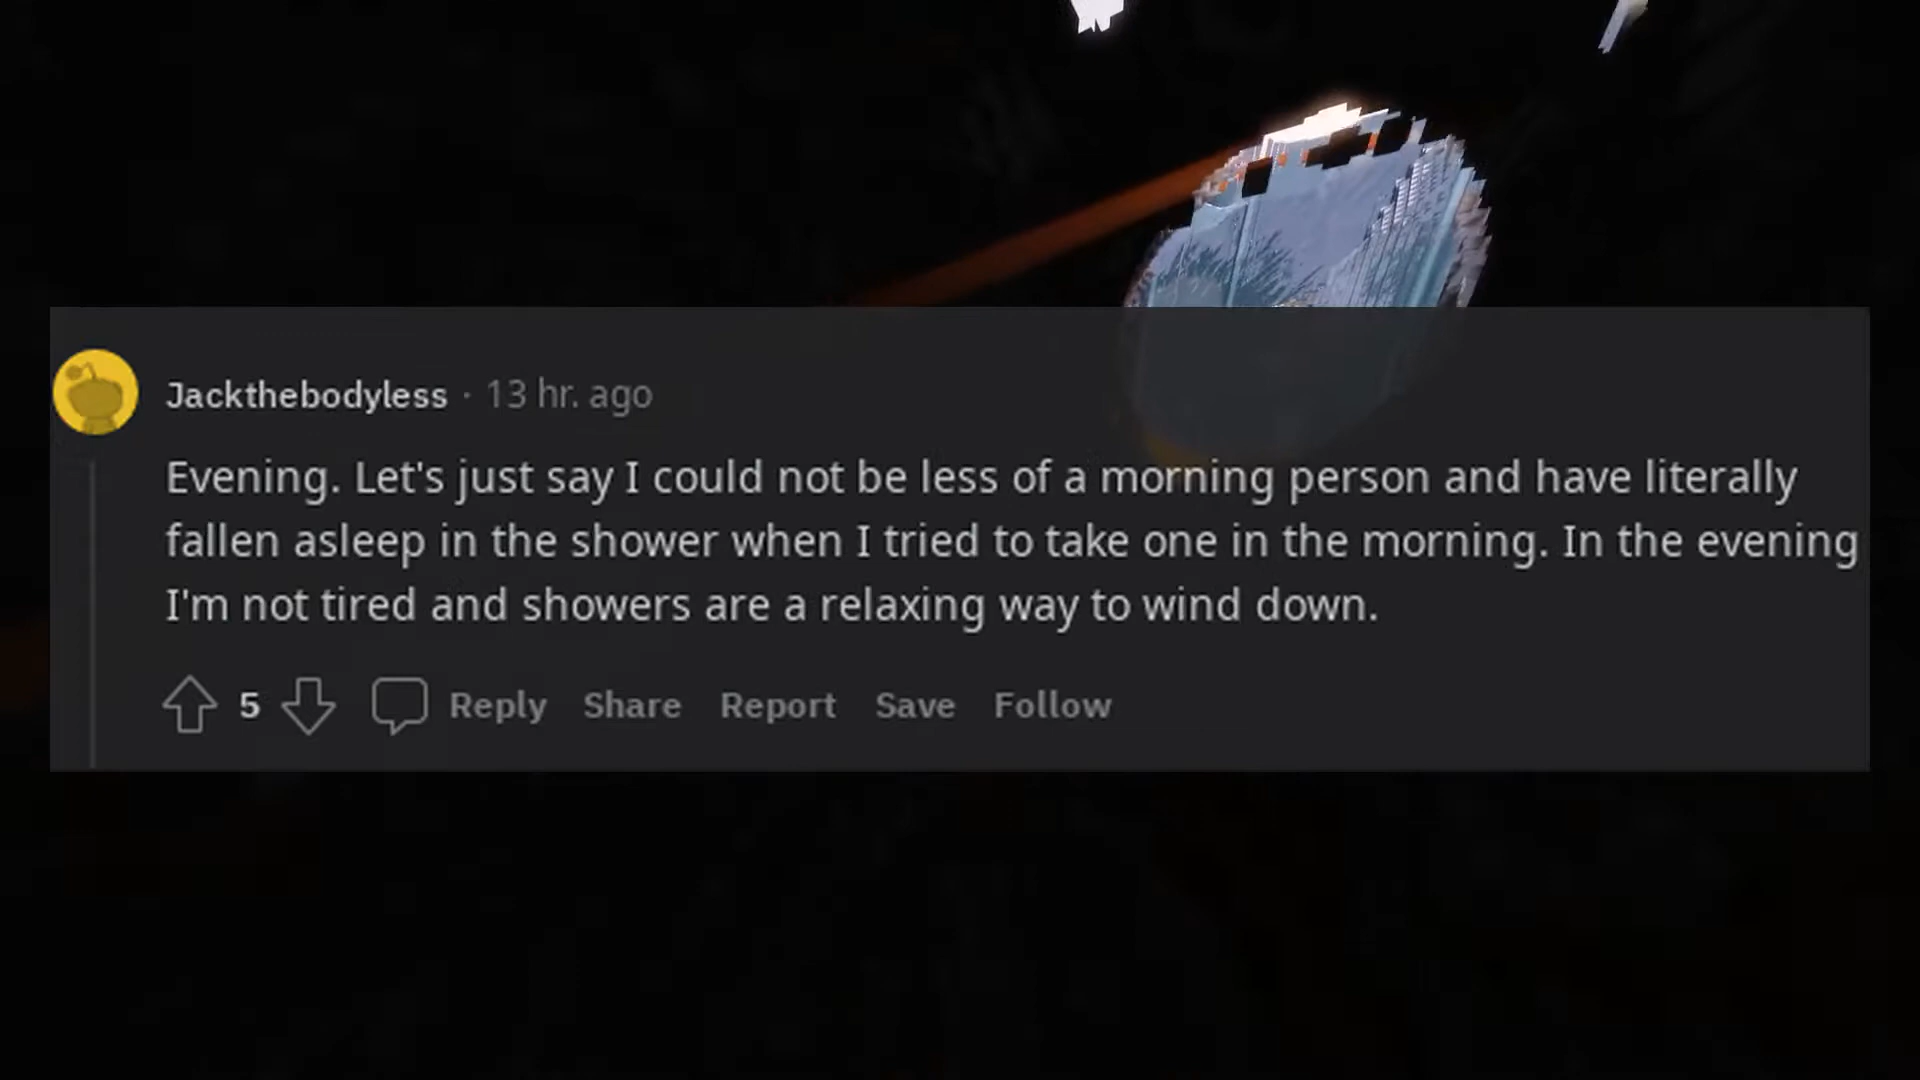 Jackthebodyless · 13 hr. ago
Evening. Let's just say I could not be less of a morning person and have literally
fallen asleep in the shower when I tried to take one in the morning. In the evening
I'm not tired and showers are a relaxing way to wind down.
5 Reply Share Report Save Follow